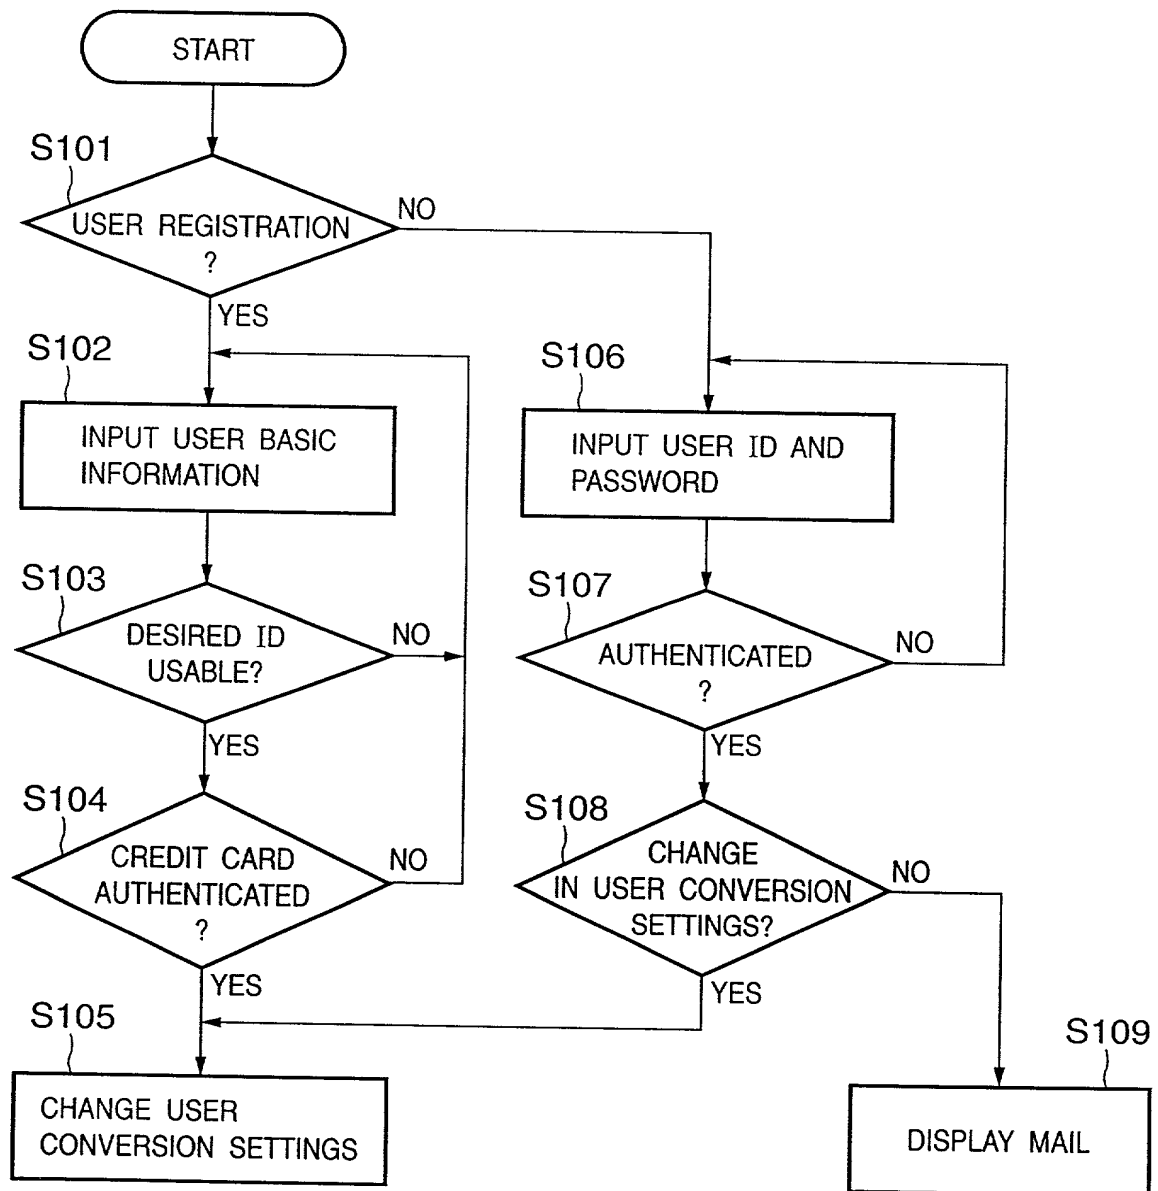 START
S101
USER REGISTRATION
?
NO
YES
S102
INPUT USER BASIC
INFORMATION
S103
DESIRED ID
USABLE?
NO
YES
S104
CREDIT CARD
AUTHENTICATED
?
NO
YES
S105
CHANGE USER
CONVERSION SETTINGS
S106
INPUT USER ID AND
PASSWORD
S107
AUTHENTICATED
?
NO
YES
S108
CHANGE
IN USER CONVERSION
SETTINGS?
NO
YES
S109
DISPLAY MAIL